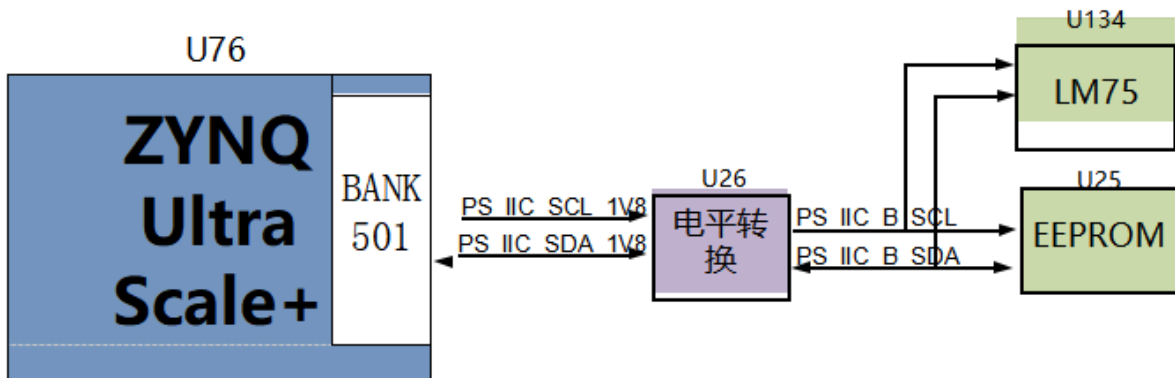 U76
ZYNQ
Ultra
Scale+
BANK
501
PS_IIC_SCL_1V8
PS_IIC_SDA_1V8
U26
电平转
换
PS_IIC_B_SCL
PS_IIC_B_SDA
U134
LM75
U25
EEPROM